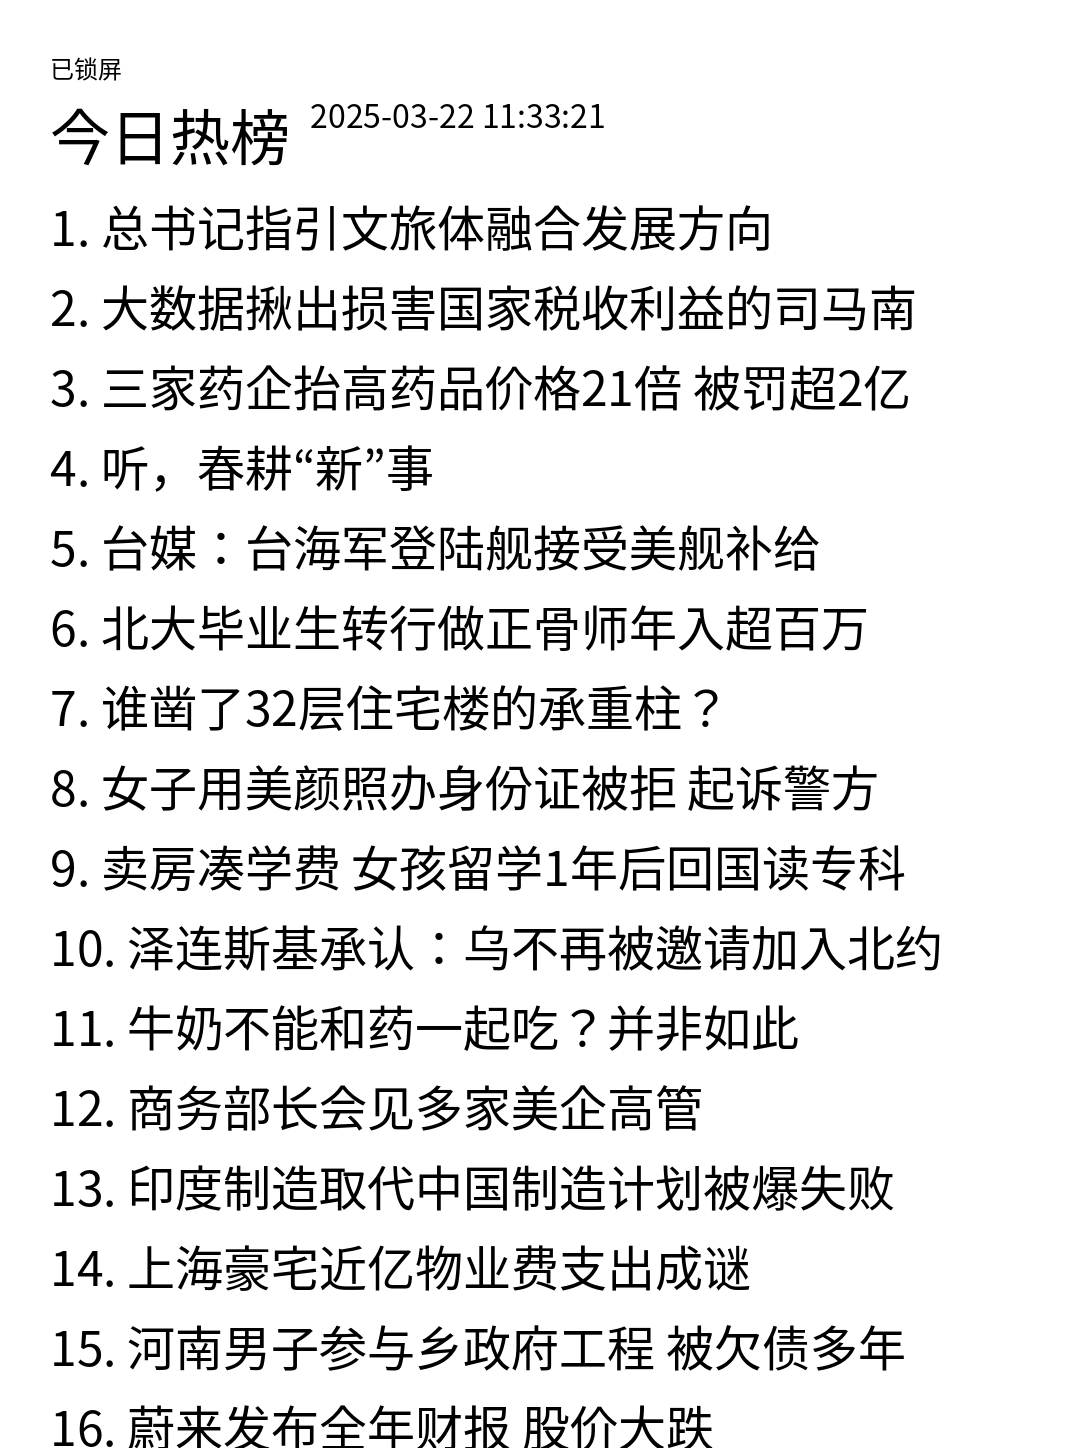 已锁屏
今日热榜 2025-03-22 11:33:21
1. 总书记指引文旅体融合发展方向
2. 大数据揪出损害国家税收利益的司马南
3. 三家药企抬高药品价格21倍 被罚超2亿
4. 听，春耕“新”事
5. 台媒：台海军登陆舰接受美舰补给
6. 北大毕业生转行做正骨师年入超百万
7. 谁凿了32层住宅楼的承重柱？
8. 女子用美颜照办身份证被拒 起诉警方
9. 卖房凑学费 女孩留学1年后回国读专科
10. 泽连斯基承认：乌不再被邀请加入北约
11. 牛奶不能和药一起吃？并非如此
12. 商务部长会见多家美企高管
13. 印度制造取代中国制造计划被爆失败
14. 上海豪宅近亿物业费支出成谜
15. 河南男子参与乡政府工程 被欠债多年
16. 蔚来发布全年财报 股价大跌